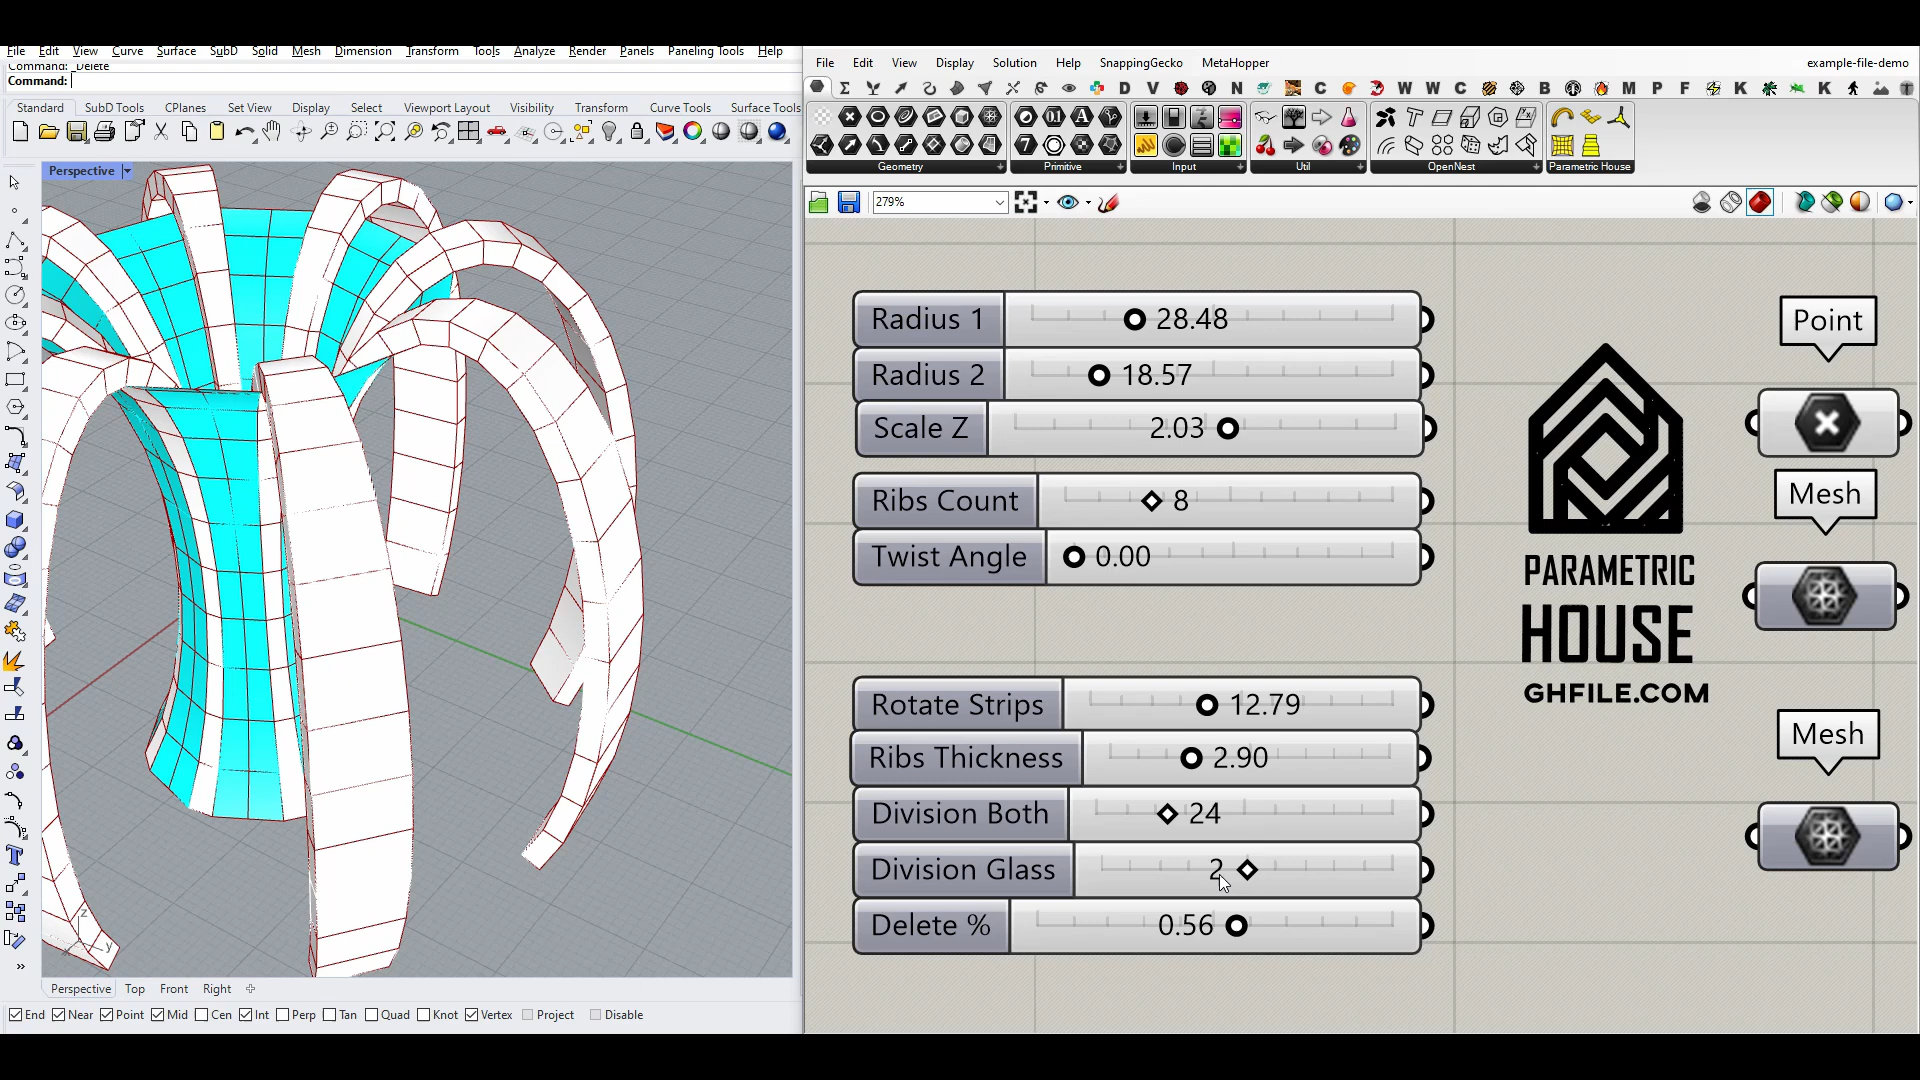 File Edit View Curve Surface SubD Solid Mesh Dimension Transform Tools Analyze Render Panels Paneling Tools Help
Command: _Delete
Command:
Standard SubD Tools CPlanes Set View Display Select Viewport Layout Visibility Transform Curve Tools Surface Tools
Perspective
z
y
Perspective Top Front Right
End Near Point Mid Cen Int Perp Tan Quad Knot Vertex Project Disable
File Edit View Display Solution Help SnappingGecko MetaHopper example-file-demo
D V N C C W W C B M P F K K T
Geometry Primitive Input Util OpenNest Parametric House
279%
Radius 1 28.48
Radius 2 18.57
Scale Z 2.03
Ribs Count 8
Twist Angle 0.00
Rotate Strips 12.79
Ribs Thickness 2.90
Division Both 24
Division Glass 2
Delete % 0.56
PARAMETRIC
HOUSE
GHFILE.COM
Point
Mesh
Mesh